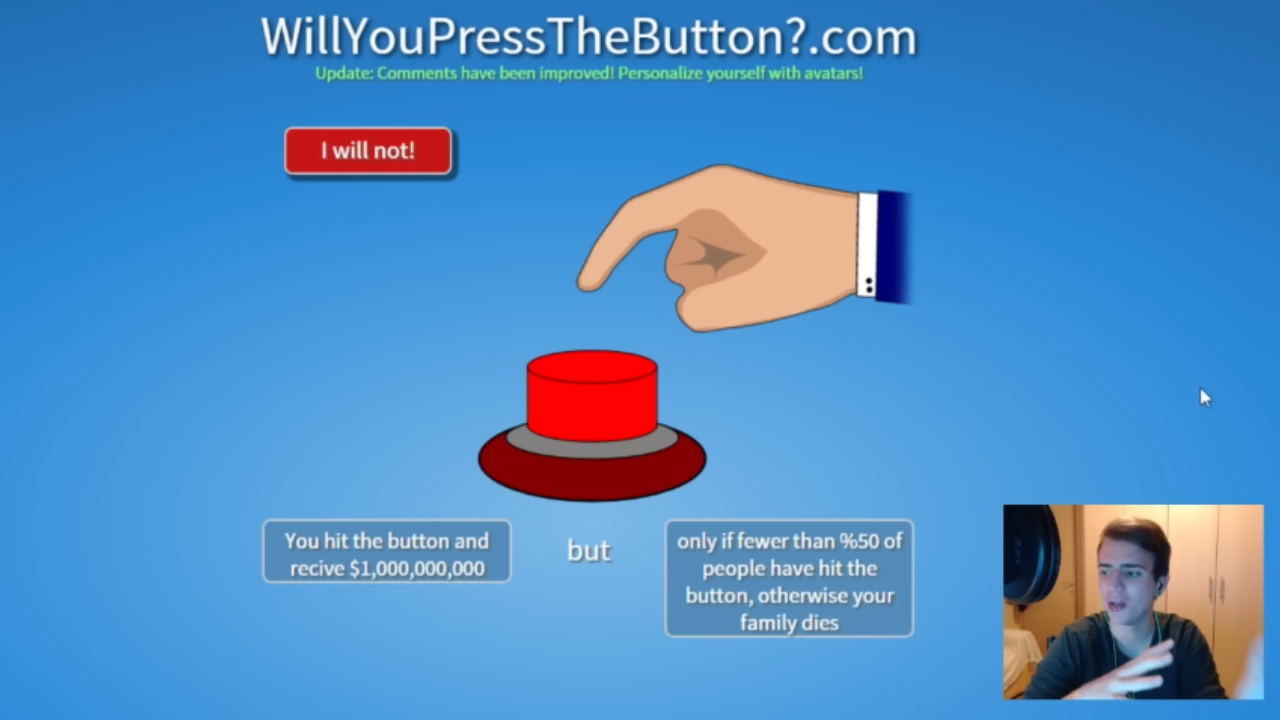 WillYouPressTheButton?.com
Update: Comments have been improved! Personalize yourself with avatars!
I will not!
You hit the button and
recive $1,000,000,000
but
only if fewer than %50 of
people have hit the
button, otherwise your
family dies